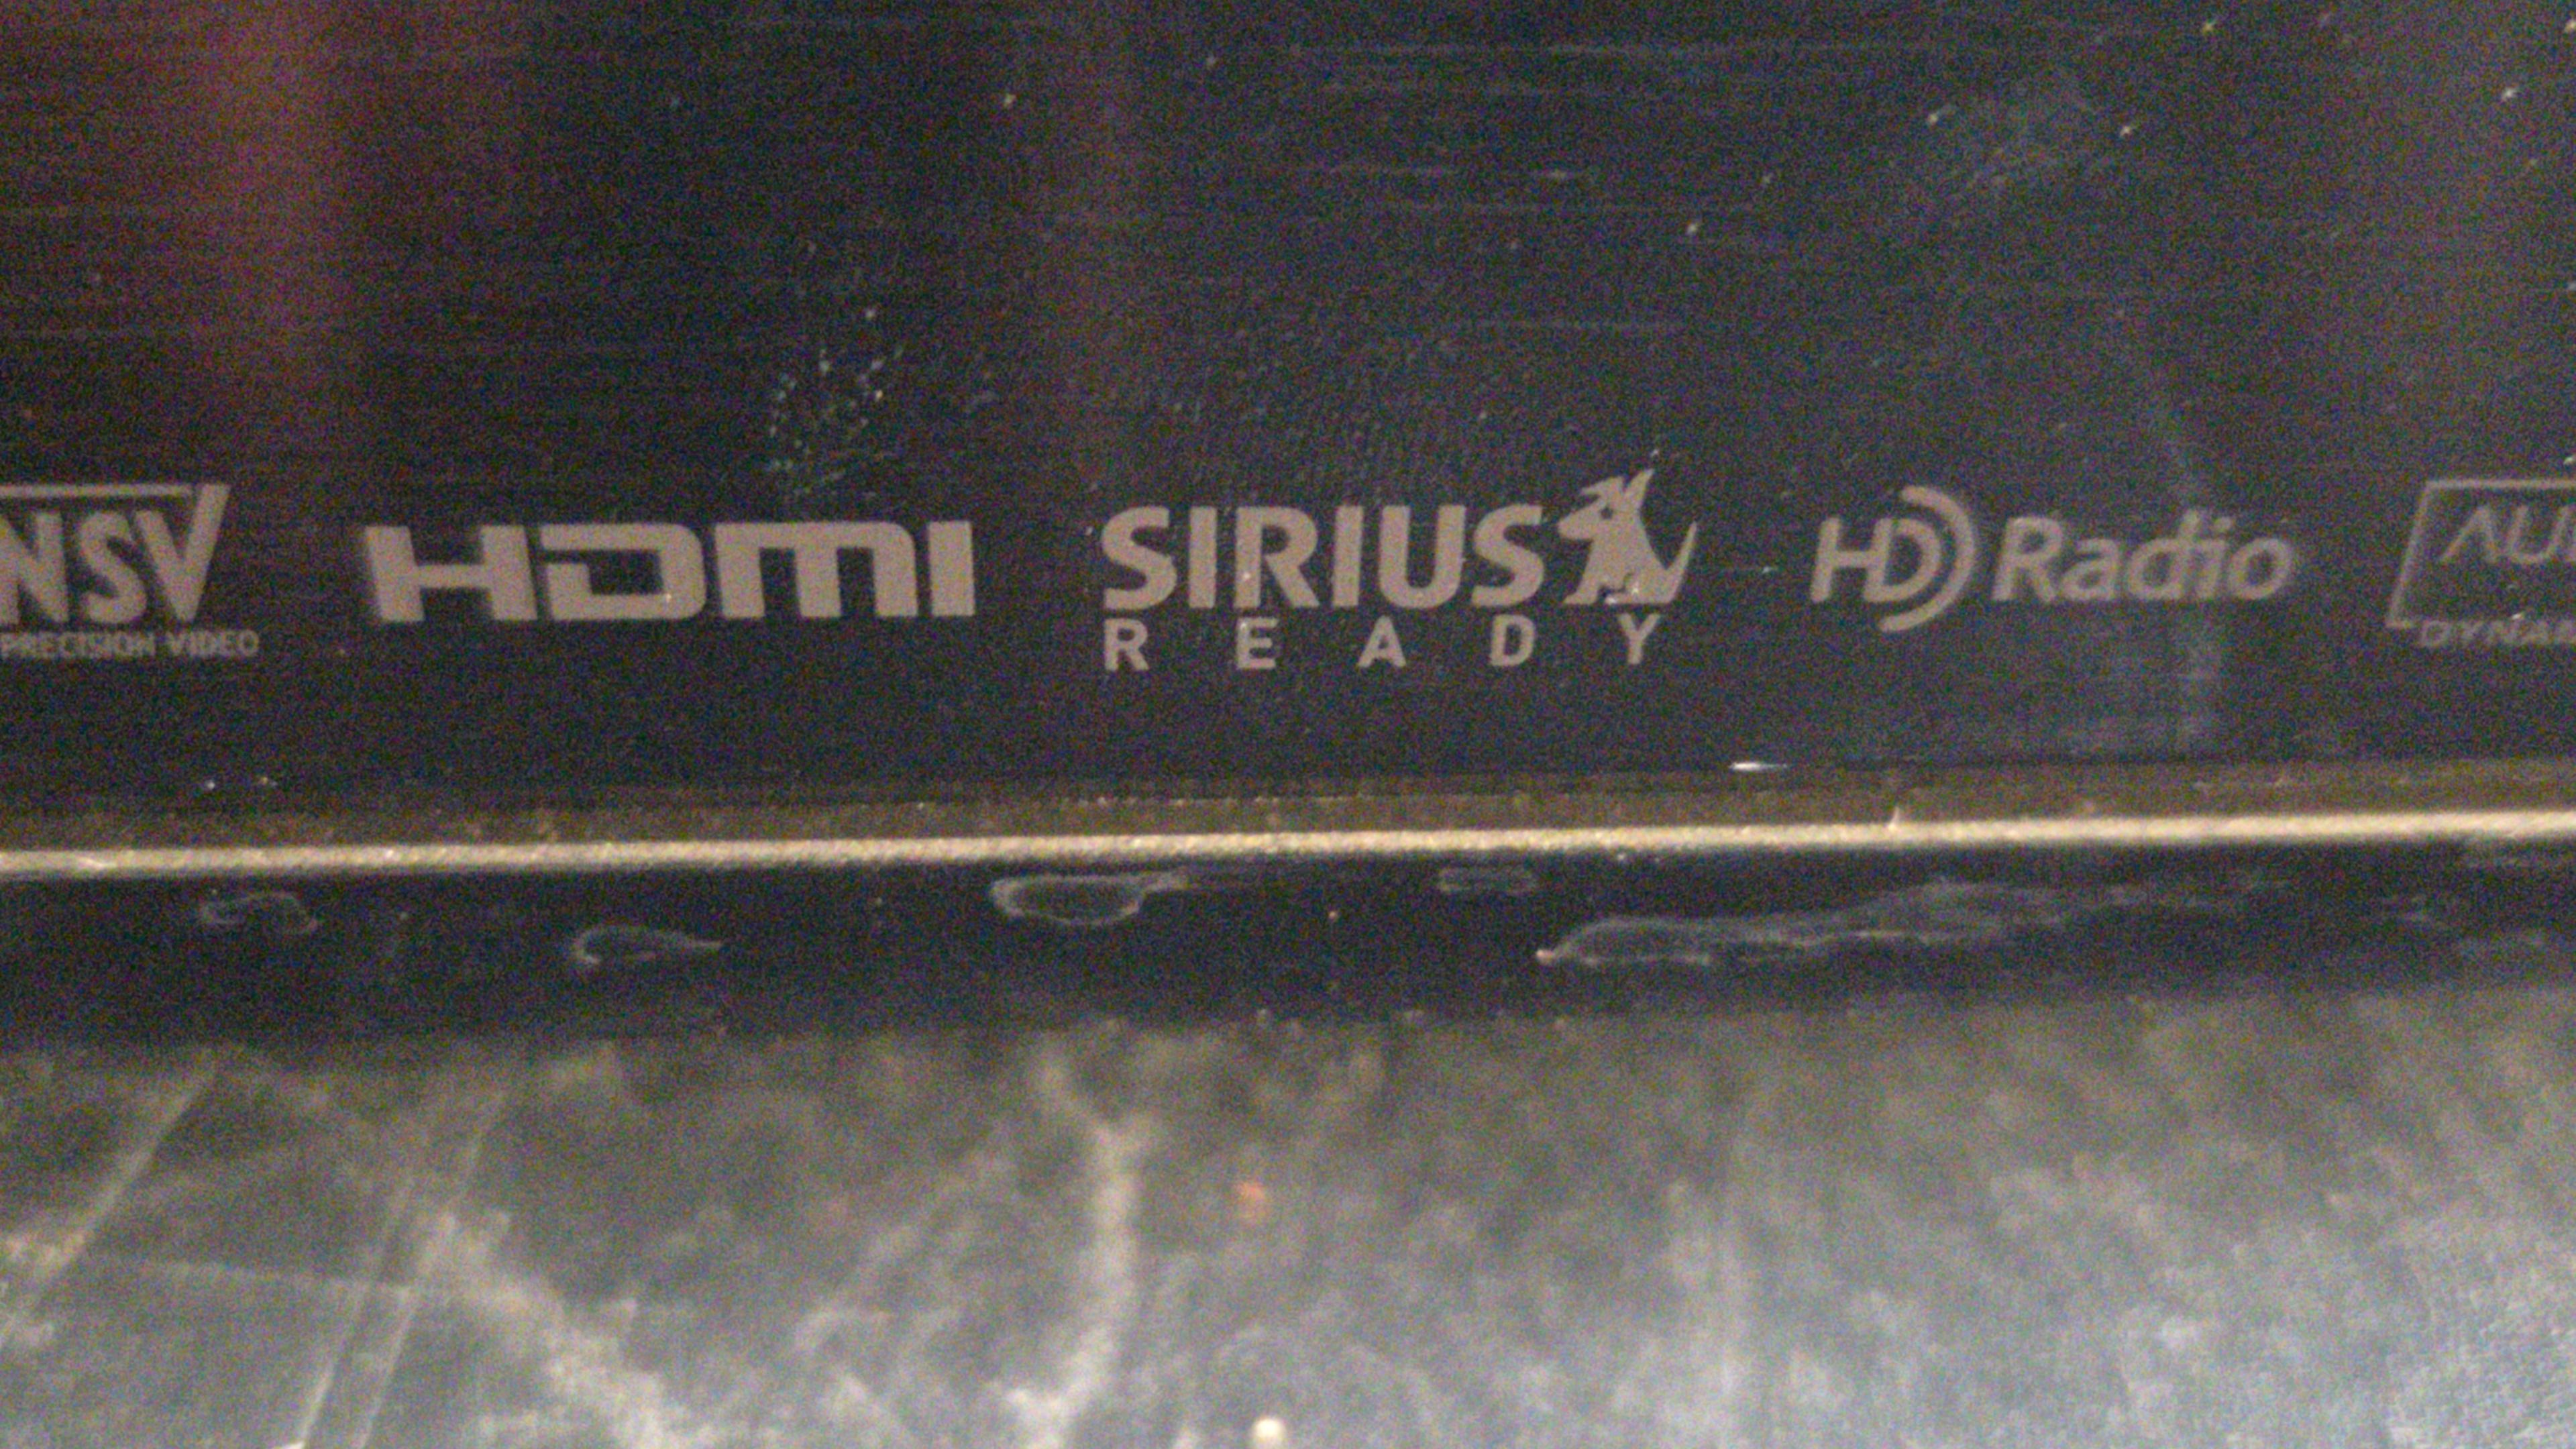 NSV
PRECISION VIDEO
HDMI
SIRIUS
READY
HD Radio